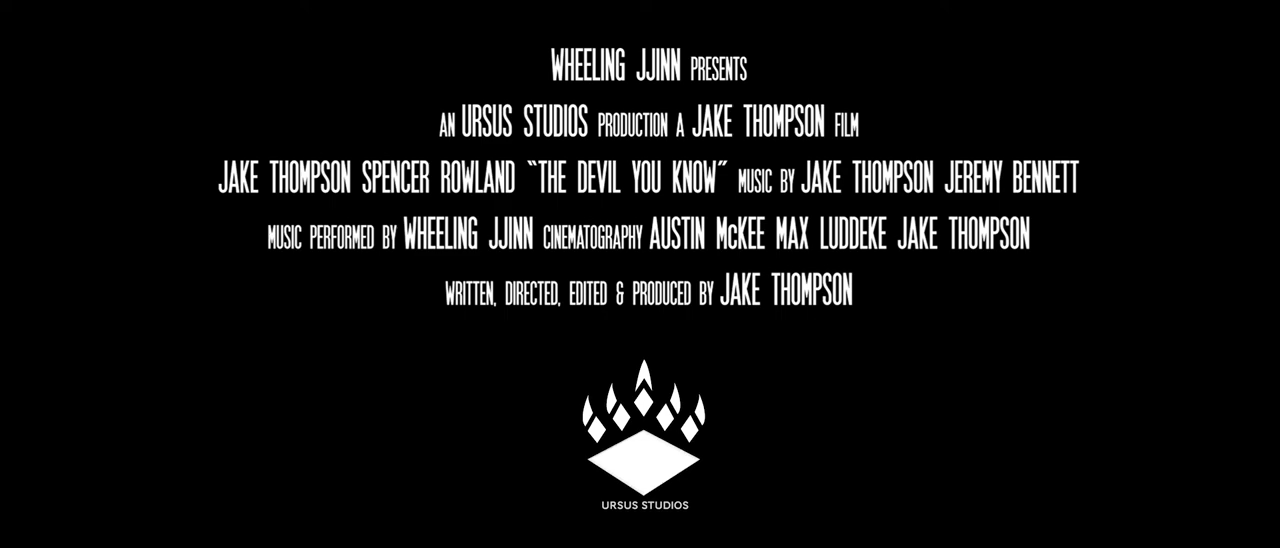 WHEELING JJINN PRESENTS
AN URSUS STUDIOS PRODUCTION A JAKE THOMPSON FILM
JAKE THOMPSON SPENCER ROWLAND “THE DEVIL YOU KNOW” MUSIC BY JAKE THOMPSON JEREMY BENNETT
MUSIC PERFORMED BY WHEELING JJINN CINEMATOGRAPHY AUSTIN McKEE MAX LUDDEKE JAKE THOMPSON
WRITTEN, DIRECTED, EDITED & PRODUCED BY JAKE THOMPSON
URSUS STUDIOS